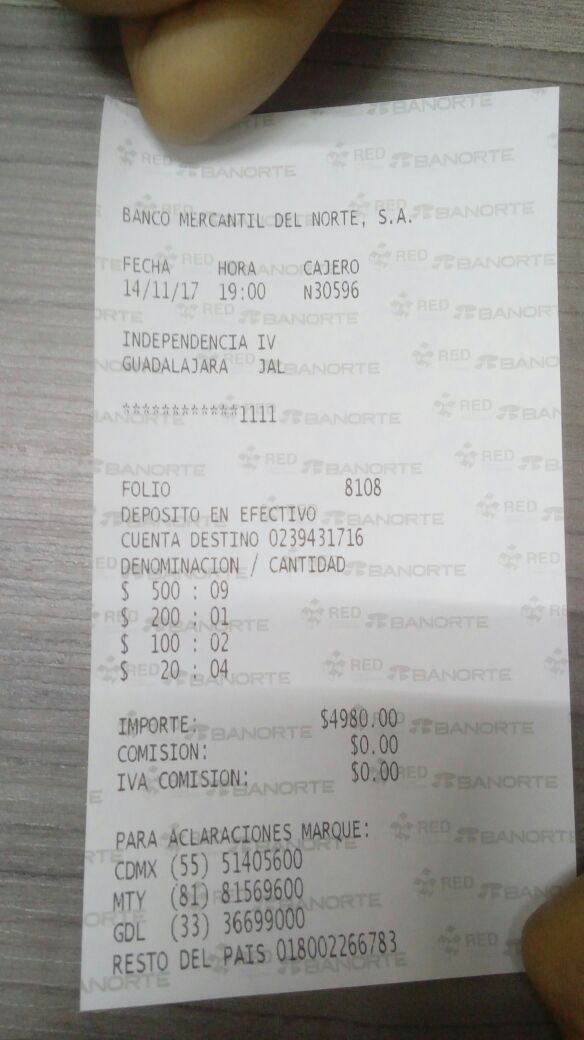 BANCO MERCANTIL DEL NORTE, S.A.
FECHA HORA CAJERO
14/11/17 19:00 N30596
INDEPENDENCIA IV
GUADALAJARA JAL
************1111
FOLIO 8108
DEPOSITO EN EFECTIVO
CUENTA DESTINO 0239431716
DENOMINACION / CANTIDAD
$ 500 : 09
$ 200 : 01
$ 100 : 02
$ 20 : 04
IMPORTE: $4980.00
COMISION: $0.00
IVA COMISION: $0.00
PARA ACLARACIONES MARQUE:
CDMX (55) 51405600
MTY (81) 81569600
GDL (33) 36699000
RESTO DEL PAIS 018002266783